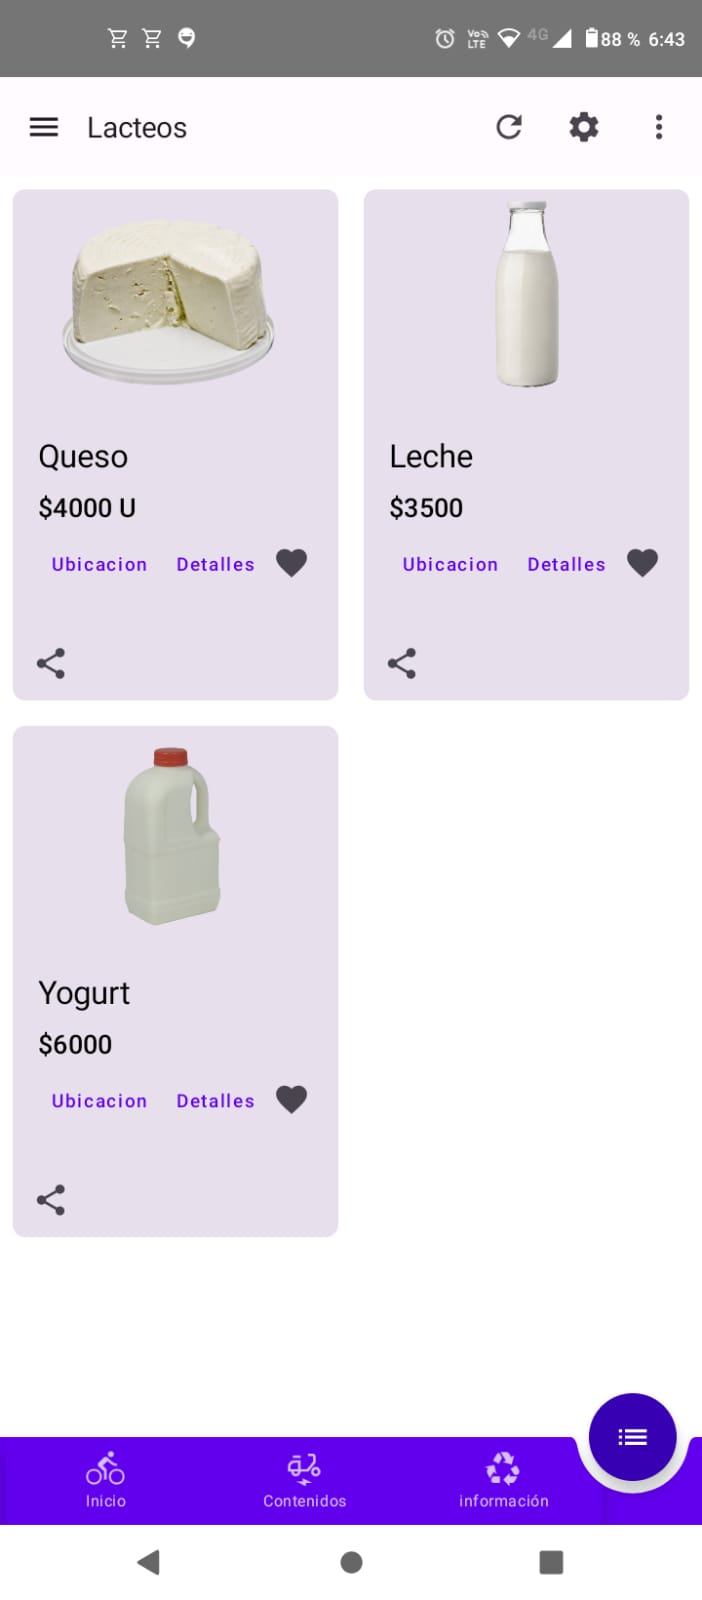 Vo LTE 4G 88 % 6:43
Lacteos
Queso
$4000 U
Ubicacion Detalles
Leche
$3500
Ubicacion Detalles
Yogurt
$6000
Ubicacion Detalles
Inicio Contenidos información